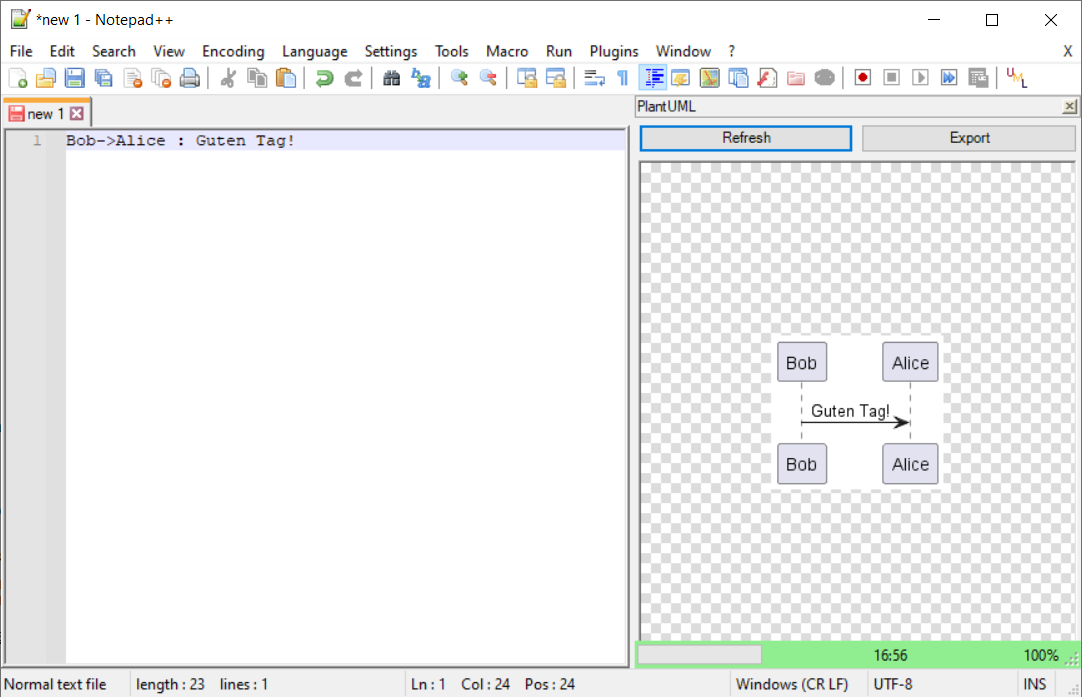 *new 1 - Notepad++
File Edit Search View Encoding Language Settings Tools Macro Run Plugins Window ? X
new 1
PlantUML
Refresh Export
1 Bob->Alice : Guten Tag!
Bob Alice
Guten Tag!
Bob Alice
16:56 100%
Normal text file length : 23 lines : 1 Ln : 1 Col : 24 Pos : 24 Windows (CR LF) UTF-8 INS